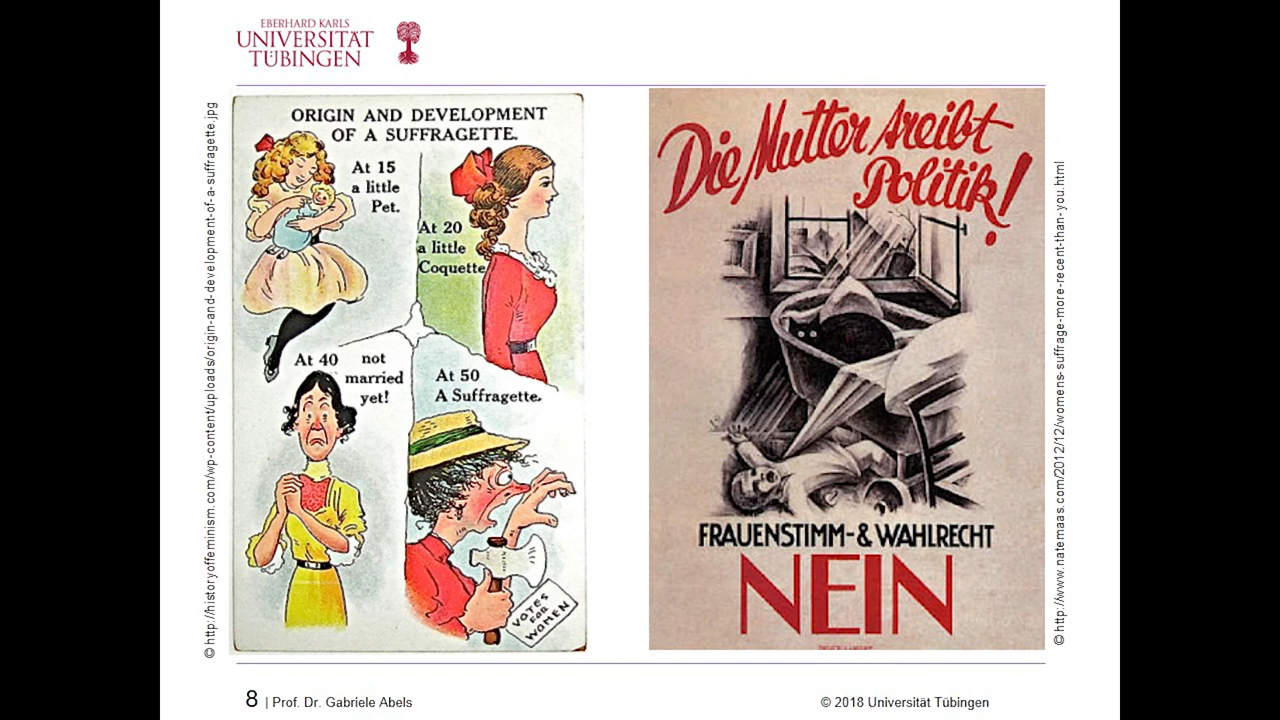 EBERHARD KARLS
UNIVERSITÄT
TÜBINGEN
© http://historyoffeminism.com/wp-content/uploads/origin-and-development-of-a-suffragette.jpg
ORIGIN AND DEVELOPMENT
OF A SUFFRAGETTE.
At 15
a little
Pet.
At 20
a little
Coquette
At 40 not
married
yet!
At 50
A Suffragette.
VOTES
FOR
WOMEN
Die Mutter treibt
Politik!
FRAUENSTIMM-& WAHLRECHT
NEIN
© http://www.natemaas.com/2012/12/womens-suffrage-more-recent-than-you.html
8 | Prof. Dr. Gabriele Abels
© 2018 Universität Tübingen